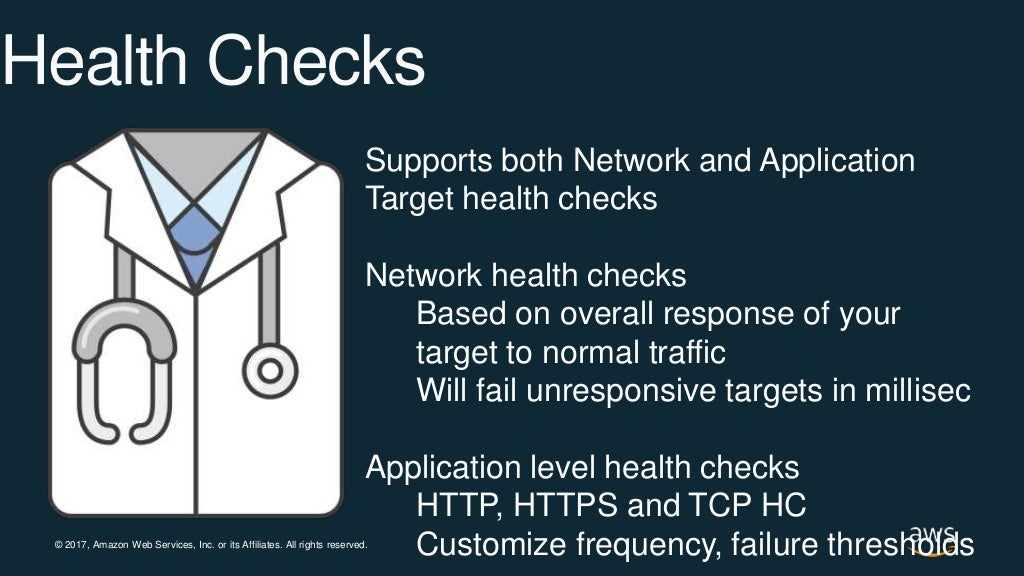 Health Checks
Supports both Network and Application
Target health checks
Network health checks
Based on overall response of your
target to normal traffic
Will fail unresponsive targets in millisec
Application level health checks
HTTP, HTTPS and TCP HC
Customize frequency, failure thresholds
aws
© 2017, Amazon Web Services, Inc. or its Affiliates. All rights reserved.